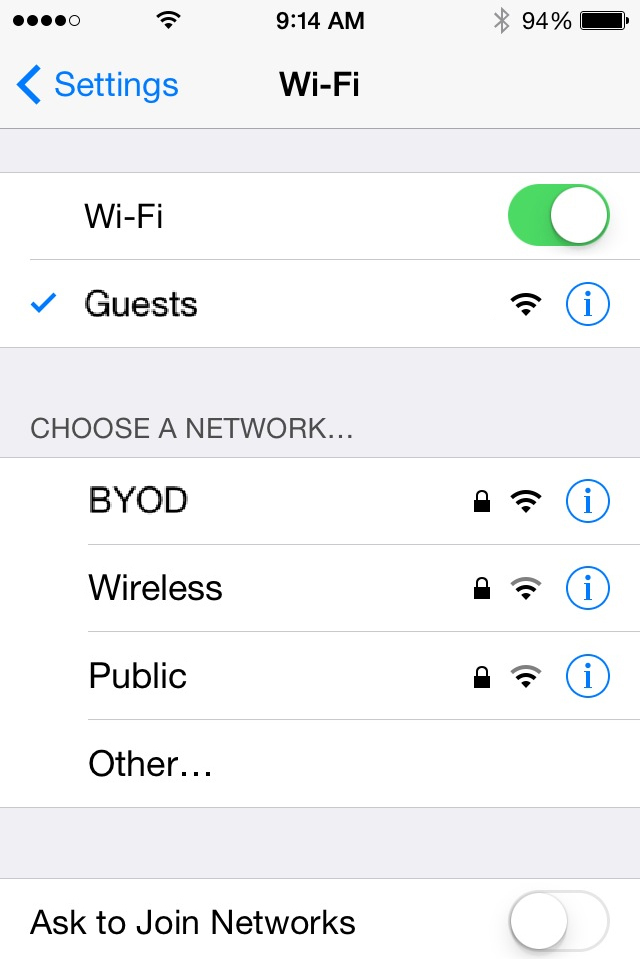 9:14 AM 94%
Settings Wi-Fi
Wi-Fi
Guests
CHOOSE A NETWORK...
BYOD
Wireless
Public
Other...
Ask to Join Networks